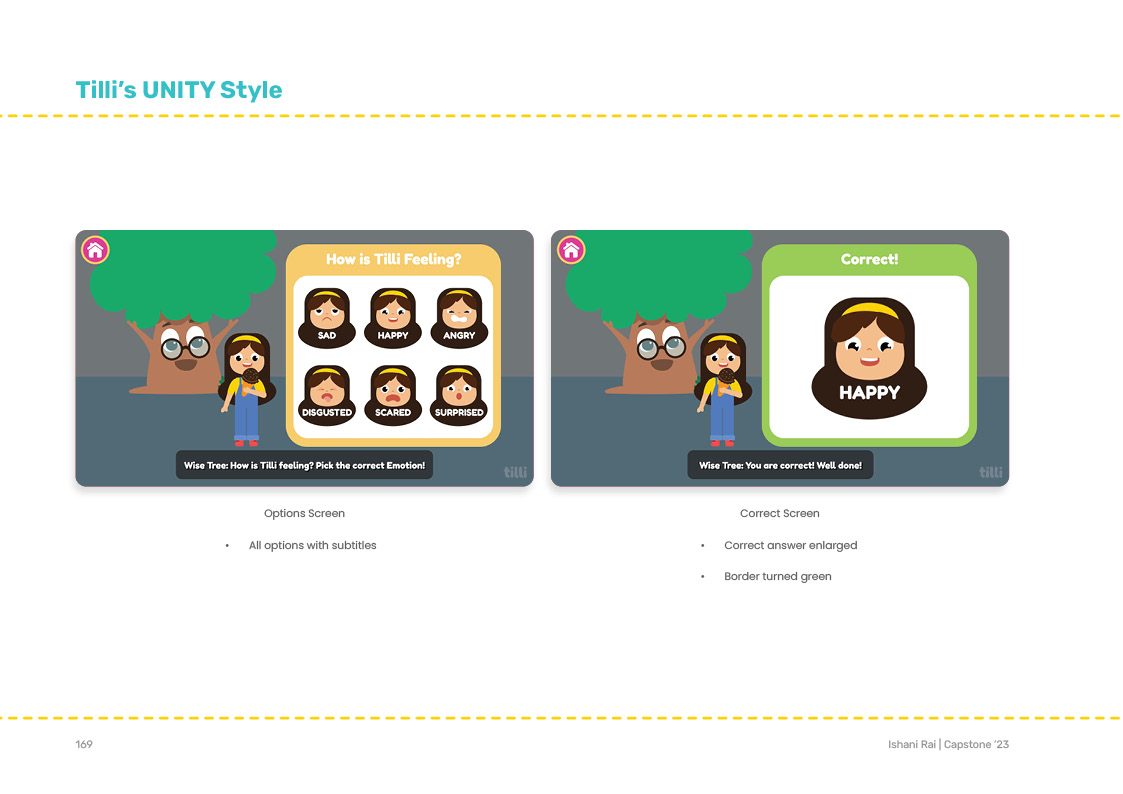 Tilli's UNITY Style
How is Tilli Feeling?
SAD
HAPPY
ANGRY
DISGUSTED
SCARED
SURPRISED
Wise Tree: How is Tilli feeling? Pick the correct Emotion!
tilli
Correct!
HAPPY
Wise Tree: You are correct! Well done!
tilli
Options Screen
• All options with subtitles
Correct Screen
• Correct answer enlarged
• Border turned green
169
Ishani Rai | Capstone '23